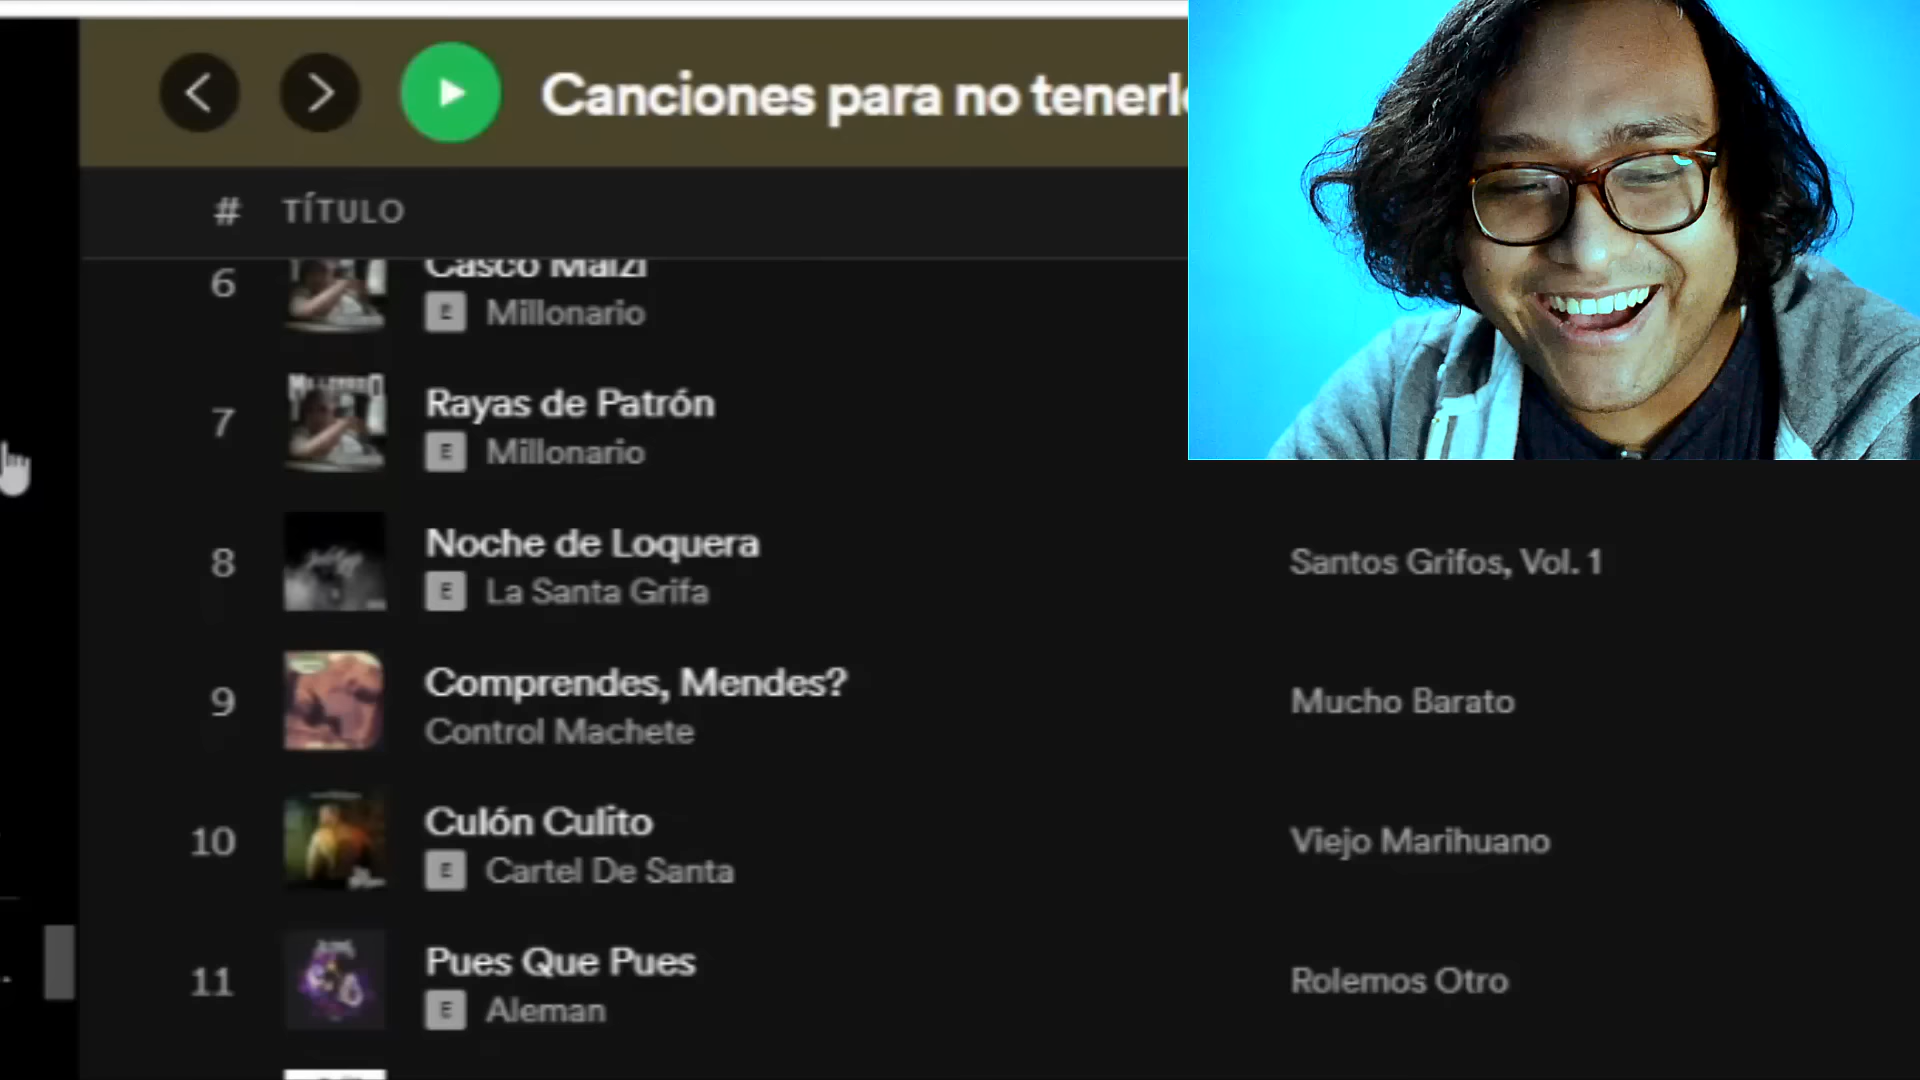 Canciones para no tenerl
# TÍTULO
6 Casco Maizi
E Millonario
7 Rayas de Patrón
E Millonario
8 Noche de Loquera
E La Santa Grifa
Santos Grifos, Vol. 1
9 Comprendes, Mendes?
Control Machete
Mucho Barato
10 Culón Culito
E Cartel De Santa
Viejo Marihuano
11 Pues Que Pues
E Aleman
Rolemos Otro